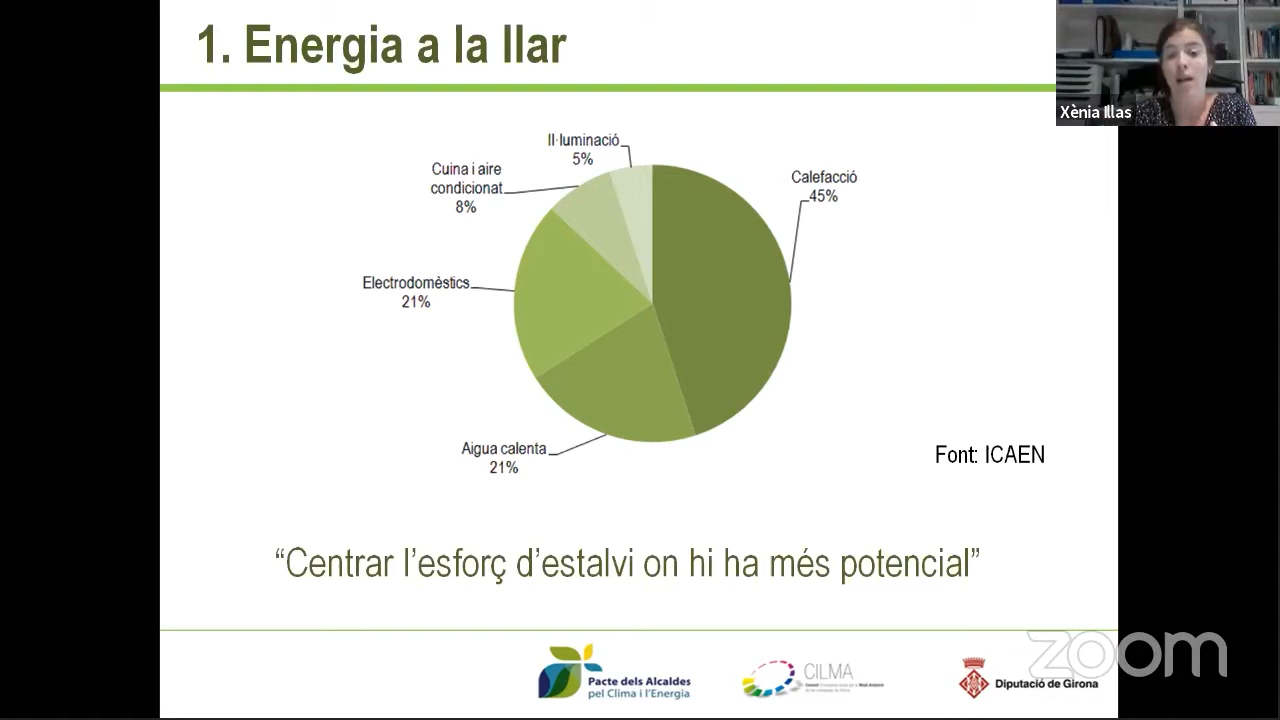 1. Energia a la llar
Xènia Illas
Il·luminació
5%
Cuina i aire
condicionat
8%
Calefacció
45%
Electrodomèstics
21%
Aigua calenta
21%
Font: ICAEN
“Centrar l’esforç d’estalvi on hi ha més potencial”
zoom
Pacte dels Alcaldes
pel Clima i l'Energia
CILMA
Diputació de Girona